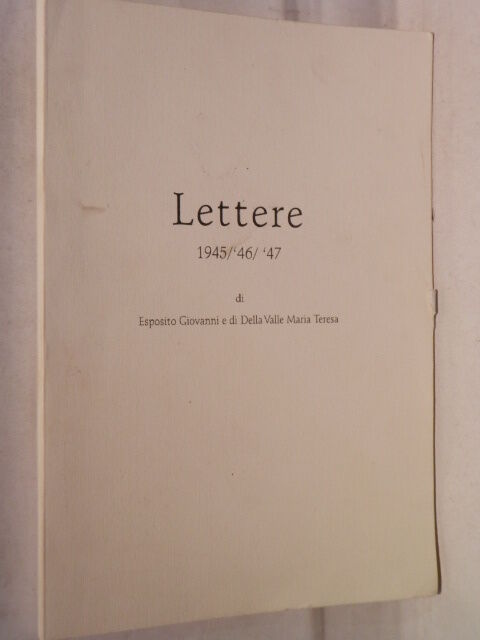 Lettere
1945/'46/ '47
di
Esposito Giovanni e di Della Valle Maria Teresa